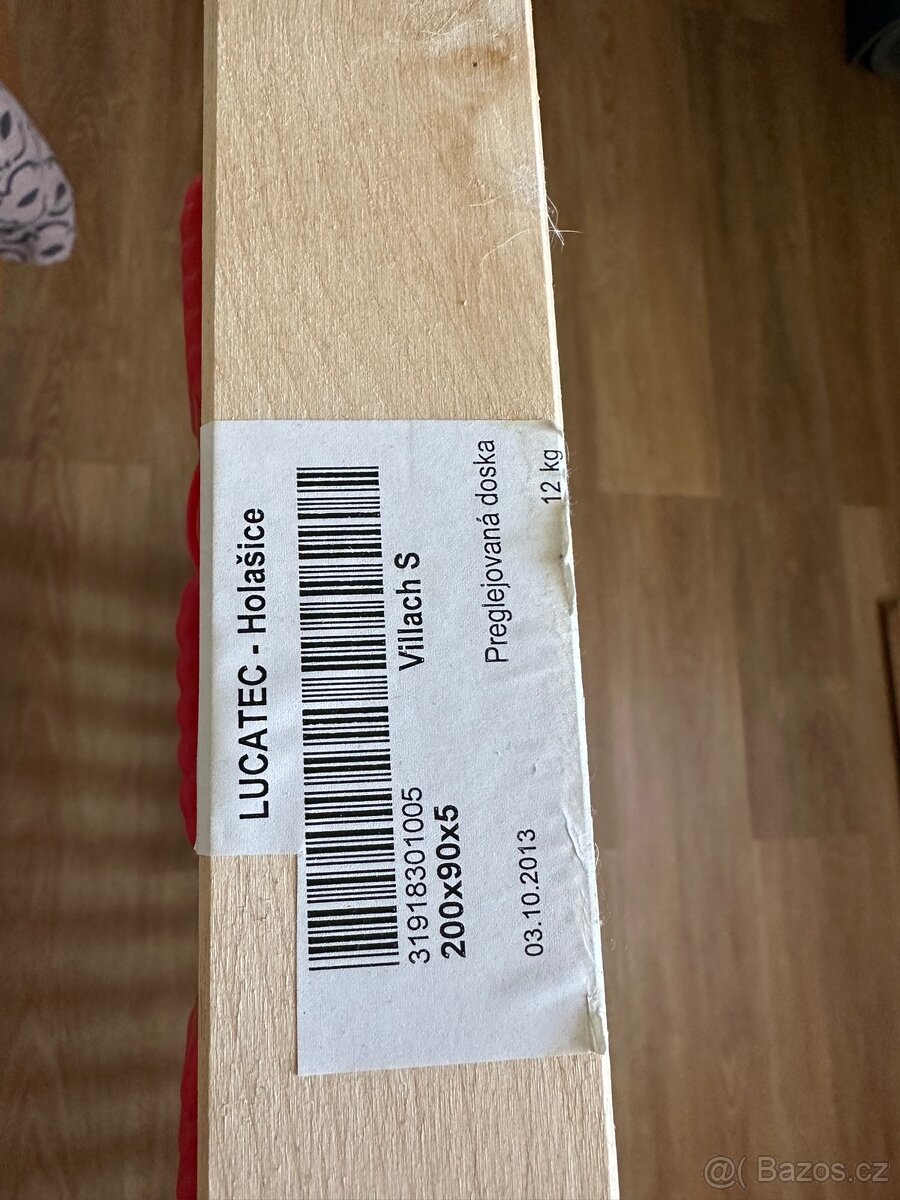 LUCATEC - Holašice
31918301005
Villach S
200x90x5
Preglejovaná doska
03.10.2013
12 kg
@( Bazos.cz